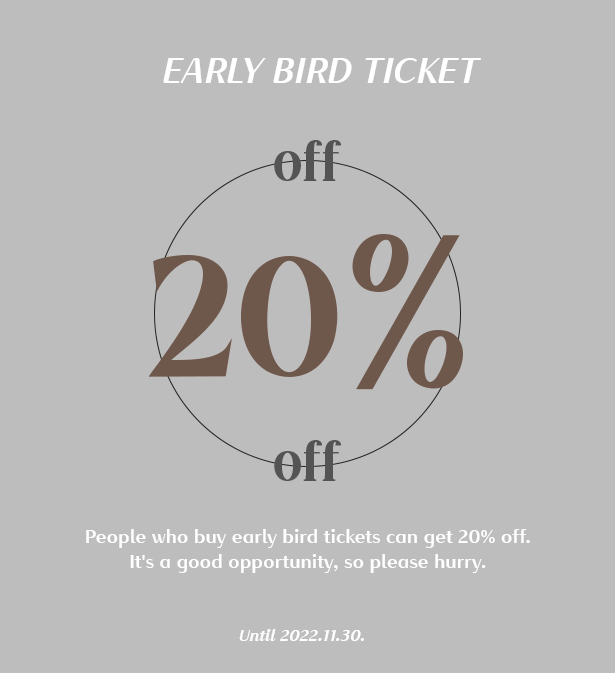 EARLY BIRD TICKET
off
20%
off
People who buy early bird tickets can get 20% off.
It's a good opportunity, so please hurry.
Until 2022.11.30.